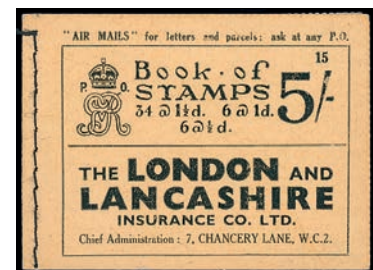 "AIR MAILS" for letters and parcels: ask at any P.O.
15
Book · of
P. O.
GR
STAMPS
5/-
34 @ 1½d. 6 @ 1d.
6 @ ½d.
THE LONDON AND
LANCASHIRE
INSURANCE CO. LTD.
Chief Administration: 7, CHANCERY LANE, W.C.2.